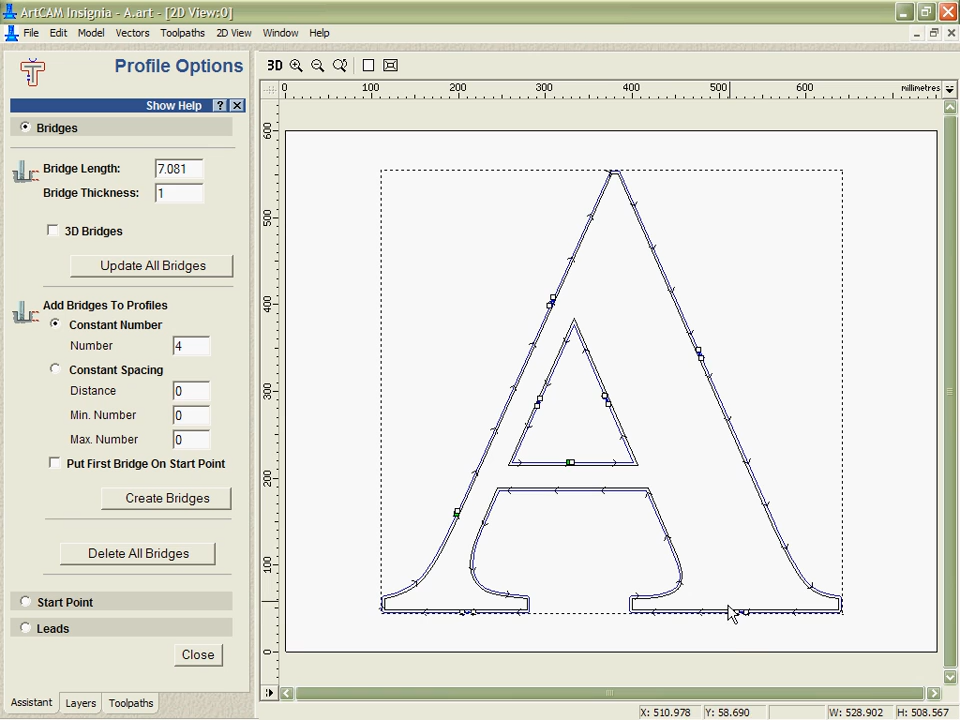 ArtCAM Insignia - A.art - [2D View:0]
File Edit Model Vectors Toolpaths 2D View Window Help
Profile Options
Show Help ?
Bridges
Bridge Length: 7.081
Bridge Thickness: 1
3D Bridges
Update All Bridges
Add Bridges To Profiles
Constant Number
Number 4
Constant Spacing
Distance 0
Min. Number 0
Max. Number 0
Put First Bridge On Start Point
Create Bridges
Delete All Bridges
Start Point
Leads
Close
Assistant Layers Toolpaths
3D
0 100 200 300 400 500 600 millimetres
600
500
400
300
200
100
0
A
X: 510.978 Y: 58.690 W: 528.902 H: 508.567